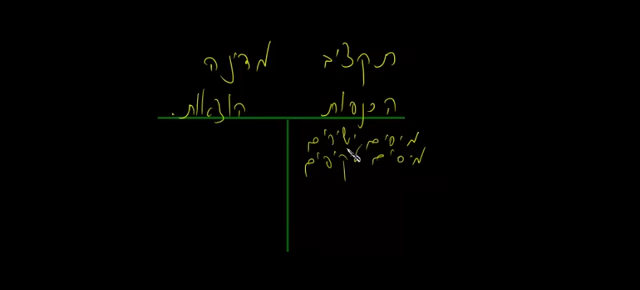 תקציב מדינה
הכנסות הוצאות.
מיסים ישירים
מיסים עקיפים